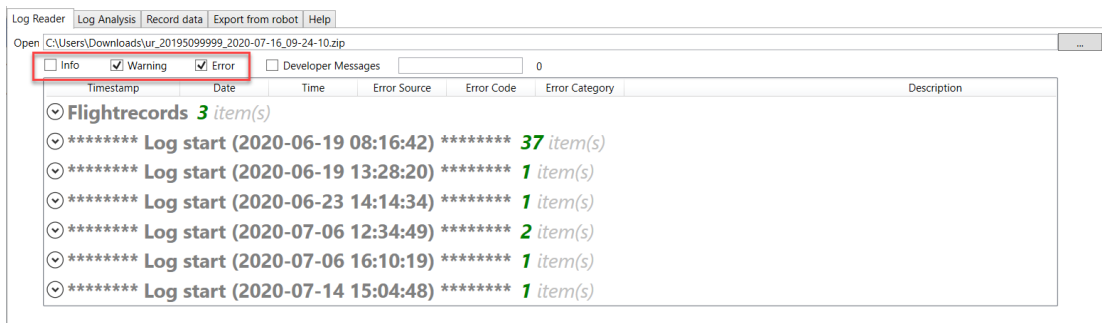 Log Reader Log Analysis Record data Export from robot Help
Open C:\Users\Downloads\ur_20195099999_2020-07-16_09-24-10.zip ...
Info Warning Error Developer Messages 0
Timestamp Date Time Error Source Error Code Error Category Description
Flightrecords 3 item(s)
******** Log start (2020-06-19 08:16:42) ******** 37 item(s)
******** Log start (2020-06-19 13:28:20) ******** 1 item(s)
******** Log start (2020-06-23 14:14:34) ******** 1 item(s)
******** Log start (2020-07-06 12:34:49) ******** 2 item(s)
******** Log start (2020-07-06 16:10:19) ******** 1 item(s)
******** Log start (2020-07-14 15:04:48) ******** 1 item(s)